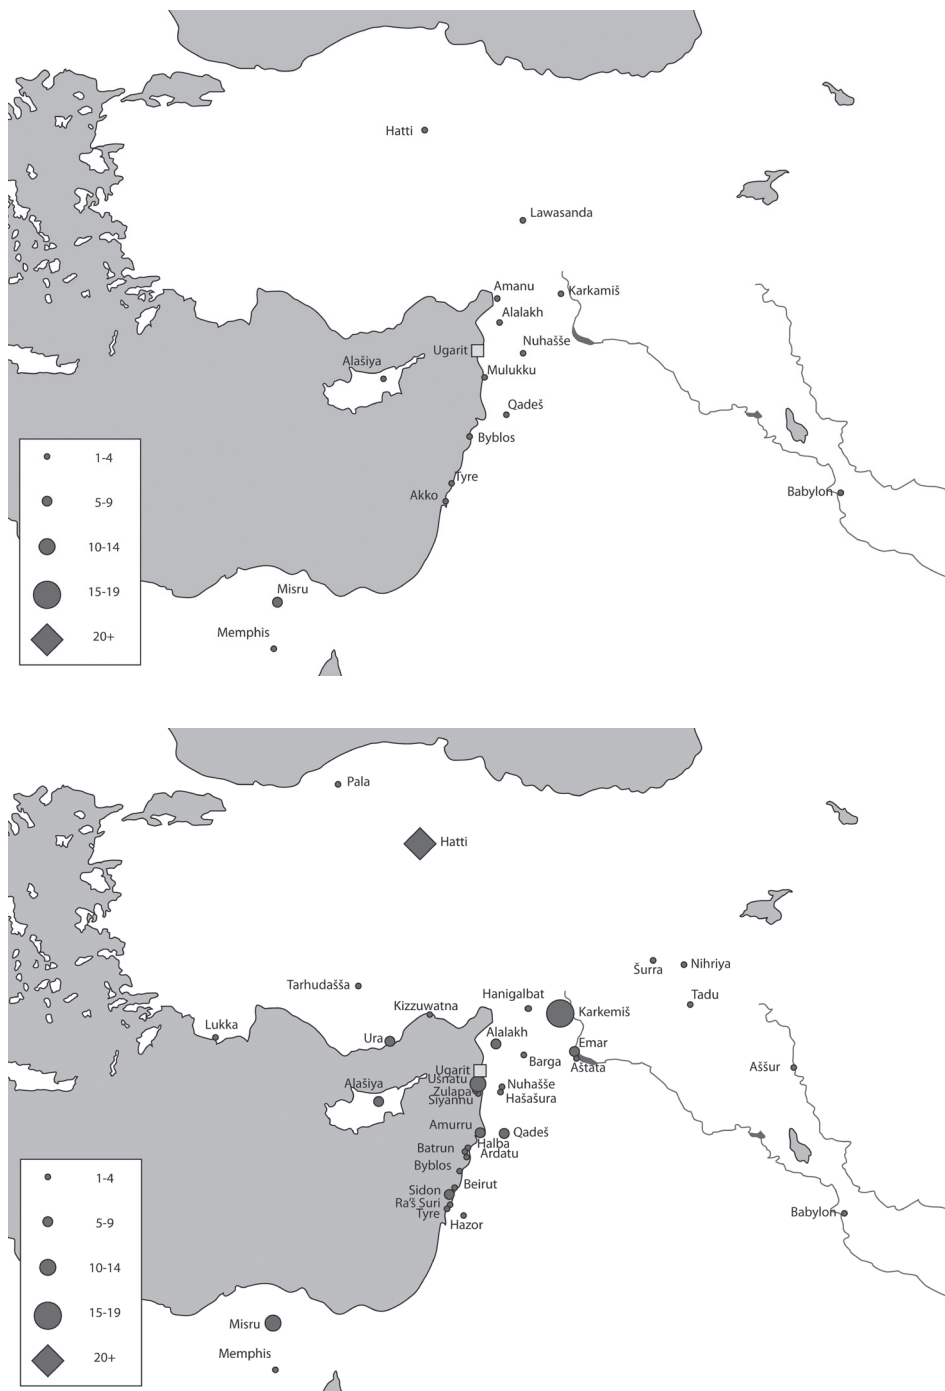 Hatti
Lawasanda
Amanu
Karkamiš
Alalakh
Nuhašše
Ugarit
Alašiya
Mulukku
Qadeš
Byblos
Tyre
Akko
Babylon
Misru
Memphis
1-4
5-9
10-14
15-19
20+
Pala
Hatti
Šurra
Nihriya
Tadu
Tarhudašša
Hanigalbat
Kizzuwatna
Karkemiš
Lukka
Ura
Alalakh
Emar
Barga
Aštata
Aššur
Ugarit
Ušnatu
Alašiya
Zulapa
Nuhašše
Siyannu
Hašašura
Amurru
Qadeš
Halba
Batrun
Ardatu
Byblos
Beirut
Sidon
Ra'š Suri
Tyre
Hazor
Babylon
Misru
Memphis
1-4
5-9
10-14
15-19
20+